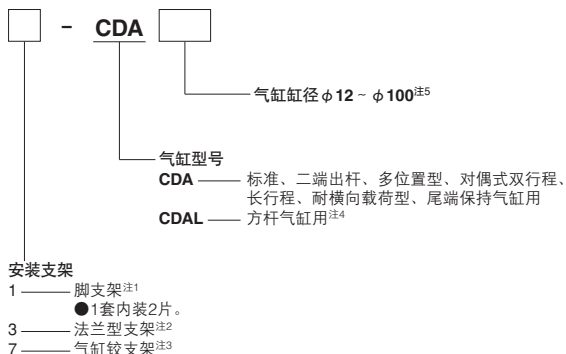 - CDA
气缸缸径φ12~φ100注5
气缸型号
CDA 标准、二端出杆、多位置型、对偶式双行程、
长行程、耐横向载荷型、尾端保持气缸用
CDAL 方杆气缸用注4
安装支架
1 脚支架注1
●1套内装2片。
3 法兰型支架注2
7 气缸铰支架注3